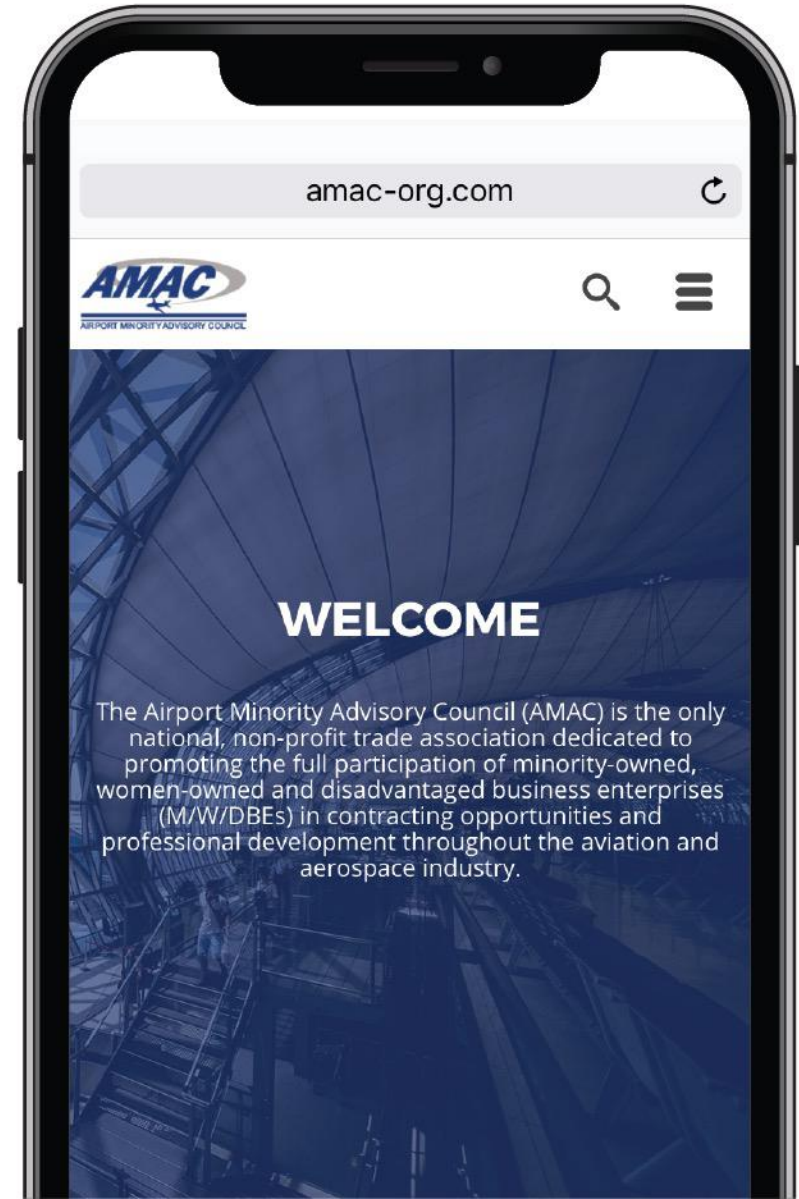 amac-org.com
AMAC
AIRPORT MINORITY ADVISORY COUNCIL
WELCOME
The Airport Minority Advisory Council (AMAC) is the only
national, non-profit trade association dedicated to
promoting the full participation of minority-owned,
women-owned and disadvantaged business enterprises
(M/W/DBEs) in contracting opportunities and
professional development throughout the aviation and
aerospace industry.